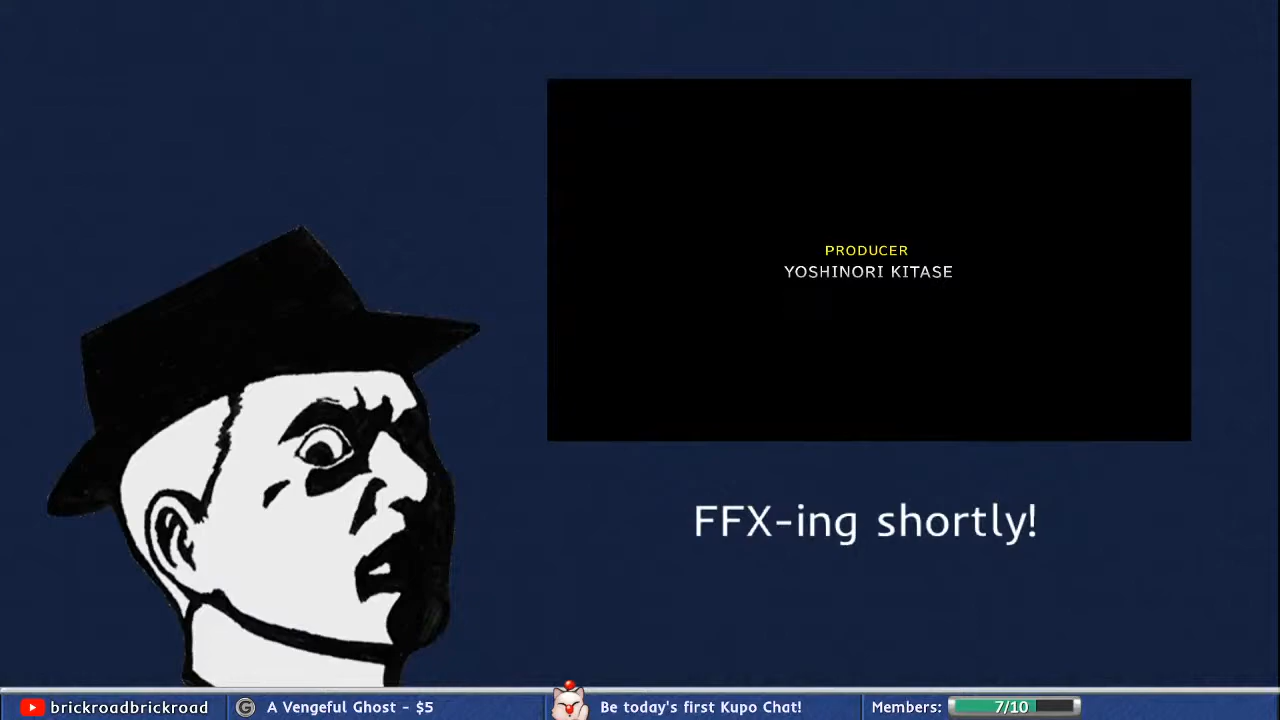 PRODUCER
YOSHINORI KITASE
FFX-ing shortly!
brickroadbrickroad
G A Vengeful Ghost - $5
Be today's first Kupo Chat!
Members: 7/10